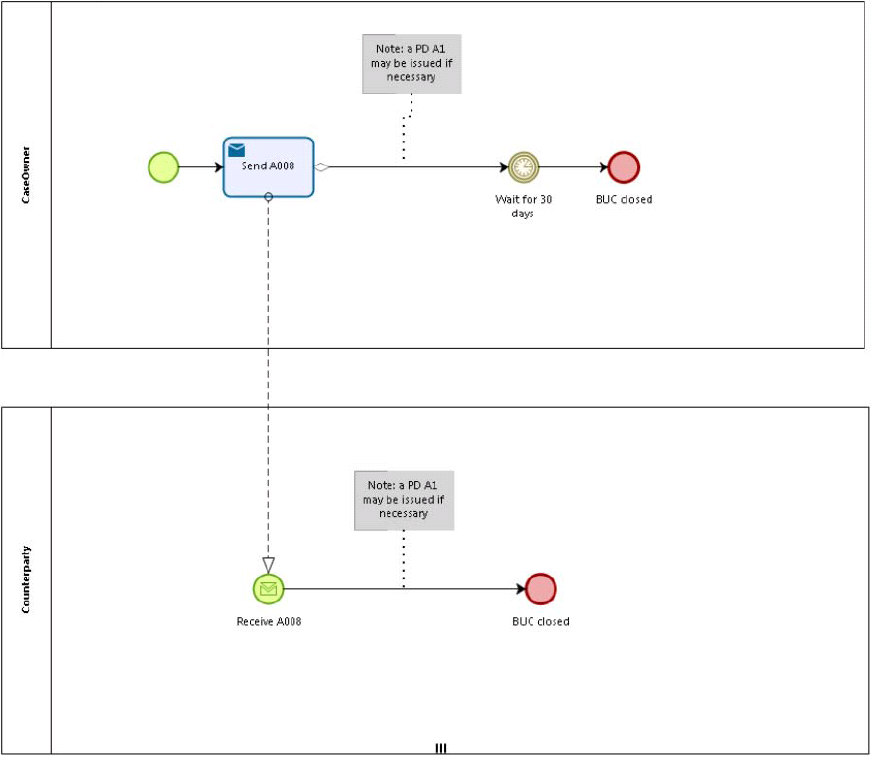 CaseOwner
Note: a PD A1
may be issued if
necessary
Send A008
Wait for 30
days
BUC closed
Counterparty
Note: a PD A1
may be issued if
necessary
Receive A008
BUC closed